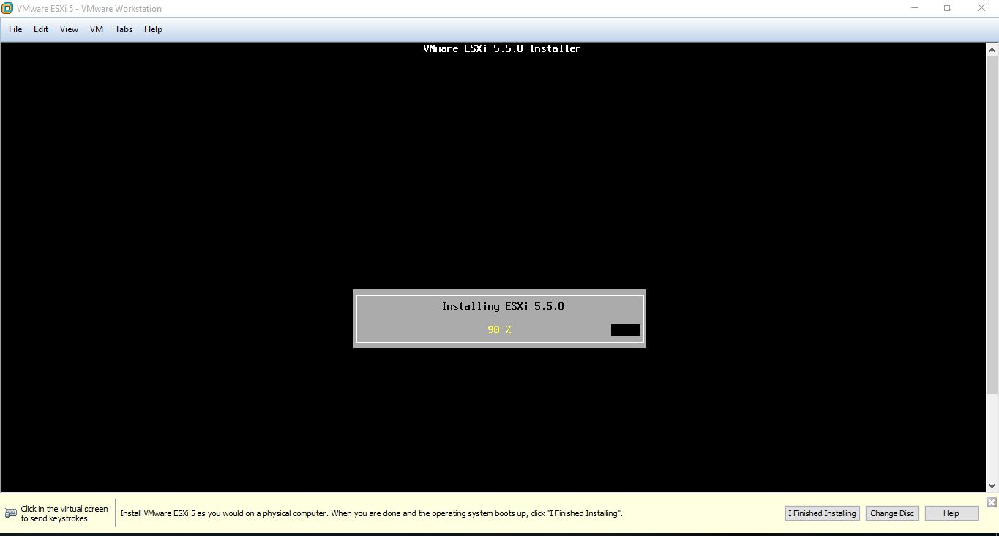 VMware ESXi 5 - VMware Workstation
File Edit View VM Tabs Help
VMware ESXi 5.5.0 Installer
Installing ESXi 5.5.0
90 %
Click in the virtual screen
to send keystrokes
Install VMware ESXi 5 as you would on a physical computer. When you are done and the operating system boots up, click "I Finished Installing".
I Finished Installing Change Disc Help